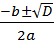 −b ± √D
2a